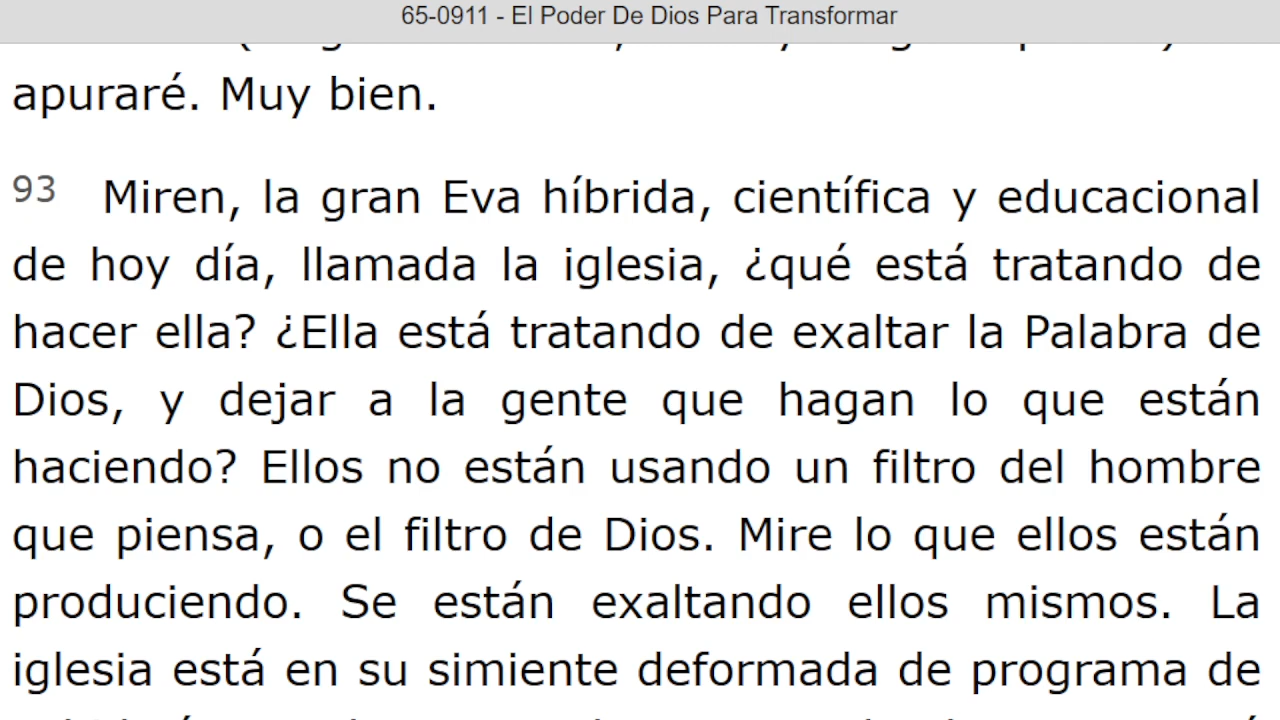 65-0911 - El Poder De Dios Para Transformar
apuraré. Muy bien.
93 Miren, la gran Eva híbrida, científica y educacional
de hoy día, llamada la iglesia, ¿qué está tratando de
hacer ella? ¿Ella está tratando de exaltar la Palabra de
Dios, y dejar a la gente que hagan lo que están
haciendo? Ellos no están usando un filtro del hombre
que piensa, o el filtro de Dios. Mire lo que ellos están
produciendo. Se están exaltando ellos mismos. La
iglesia está en su simiente deformada de programa de